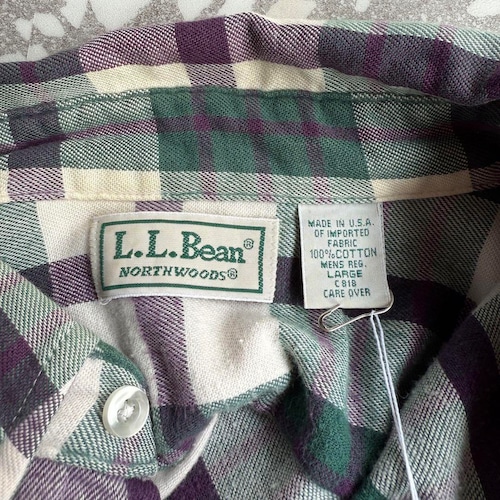 L.L.Bean®
NORTHWOODS®
MADE IN U.S.A.
OF IMPORTED
FABRIC
100% COTTON
MENS REG.
LARGE
C818
CARE OVER